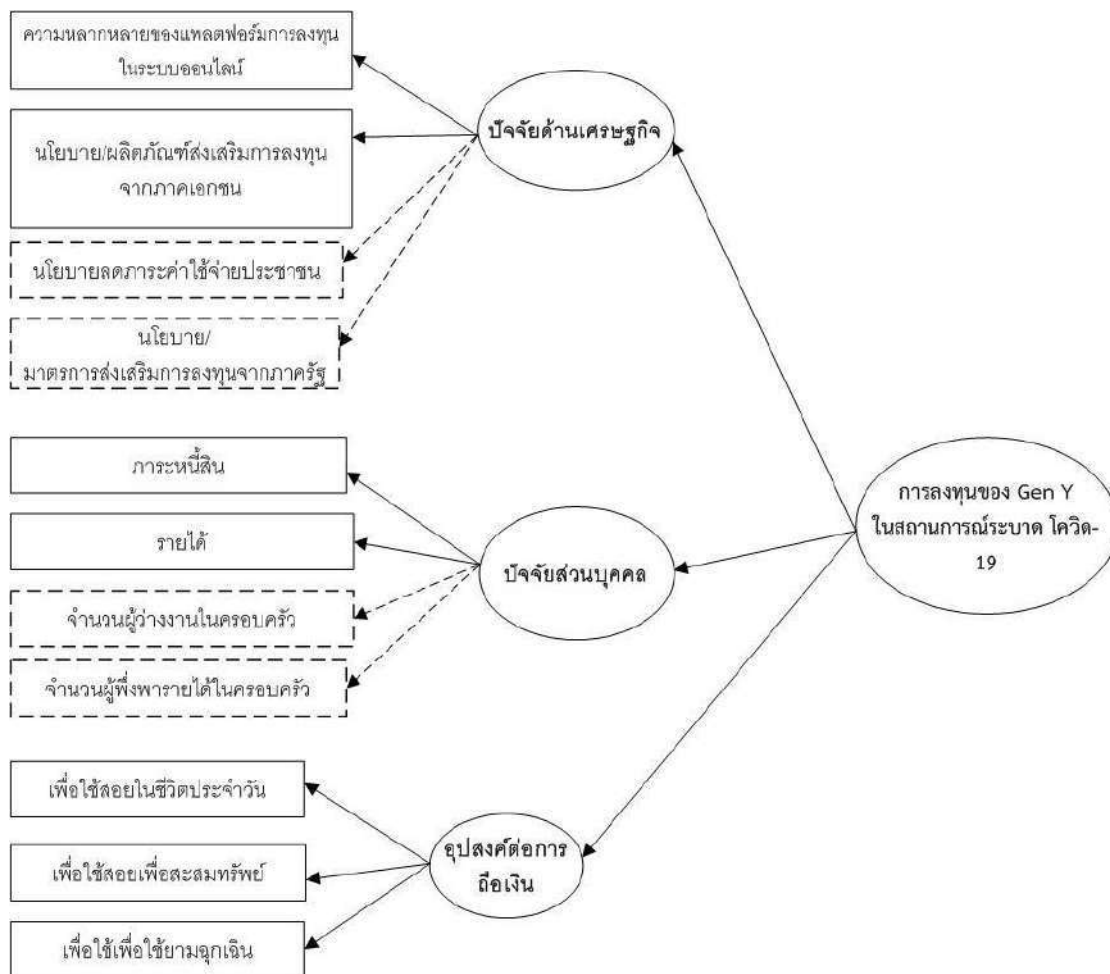 ความหลากหลายของแพลตฟอร์มการลงทุน
ในระบบออนไลน์
นโยบาย/ผลิตภัณฑ์ส่งเสริมการลงทุน
จากภาคเอกชน
นโยบายลดภาระค่าใช้จ่ายประชาชน
นโยบาย/
มาตรการส่งเสริมการลงทุนจากภาครัฐ
ปัจจัยด้านเศรษฐกิจ
ภาระหนี้สิน
รายได้
จำนวนผู้ว่างงานในครอบครัว
จำนวนผู้พึ่งพารายได้ในครอบครัว
ปัจจัยส่วนบุคคล
เพื่อใช้สอยในชีวิตประจำวัน
เพื่อใช้สอยเพื่อสะสมทรัพย์
เพื่อใช้เพื่อใช้ยามฉุกเฉิน
อุปสงค์ต่อการ
ถือเงิน
การลงทุนของ Gen Y
ในสถานการณ์ระบาด โควิด-
19